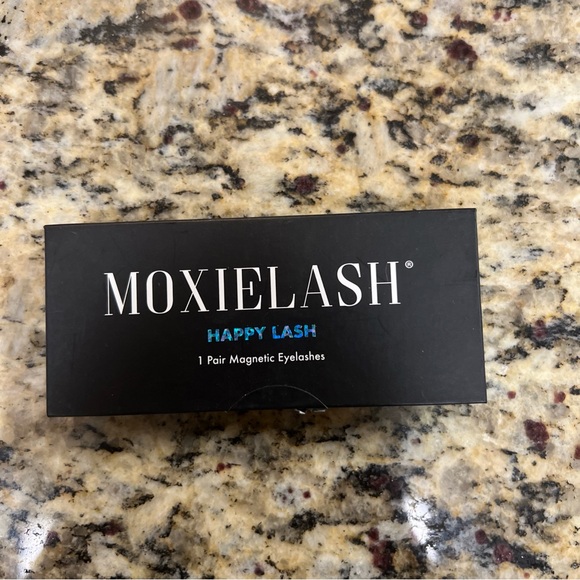 MOXIELASH®
HAPPY LASH
1 Pair Magnetic Eyelashes